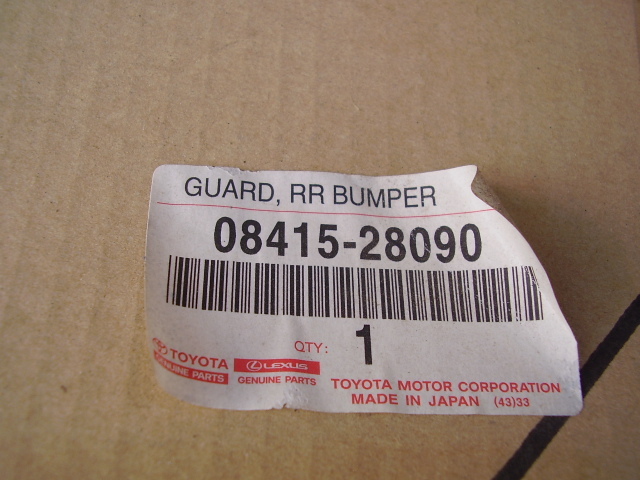 GUARD, RR BUMPER
08415-28090
QTY: 1
TOYOTA
GENUINE PARTS
LEXUS
GENUINE PARTS
TOYOTA MOTOR CORPORATION
MADE IN JAPAN (43)33